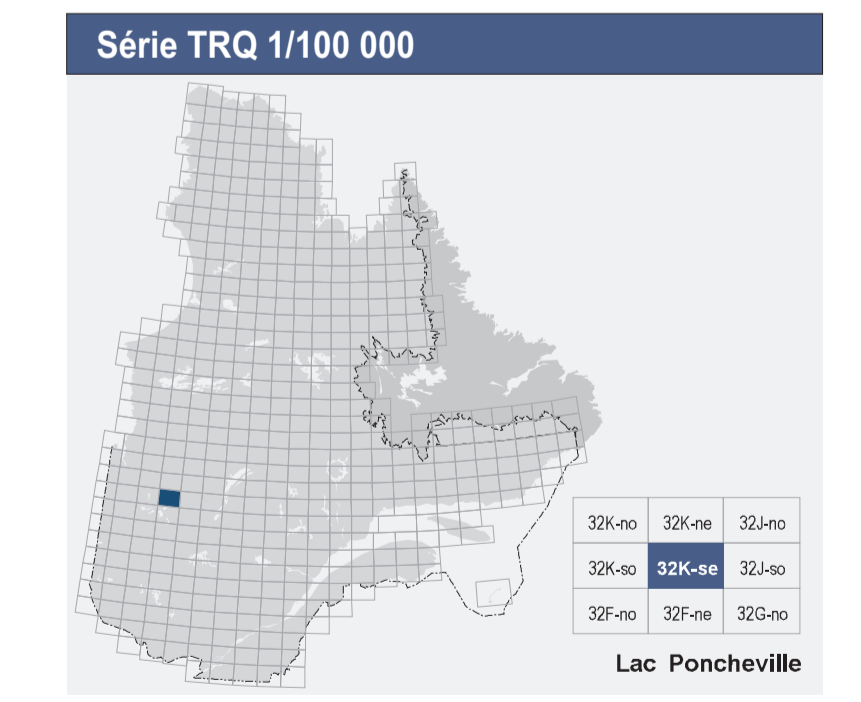 Série TRQ 1/100 000
32K-no 32K-ne 32J-no
32K-so 32K-se 32J-so
32F-no 32F-ne 32G-no
Lac Poncheville